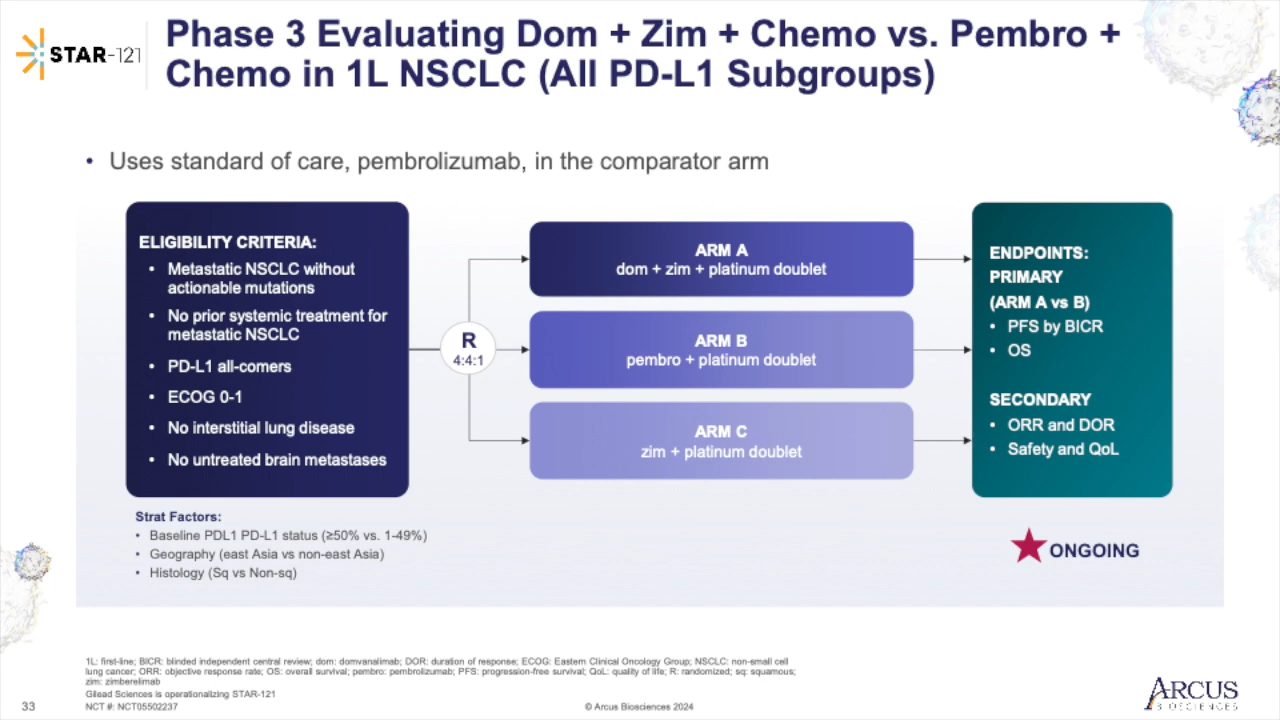 STAR-121
Phase 3 Evaluating Dom + Zim + Chemo vs. Pembro +
Chemo in 1L NSCLC (All PD-L1 Subgroups)
• Uses standard of care, pembrolizumab, in the comparator arm
ELIGIBILITY CRITERIA:
• Metastatic NSCLC without
actionable mutations
• No prior systemic treatment for
metastatic NSCLC
• PD-L1 all-comers
• ECOG 0-1
• No interstitial lung disease
• No untreated brain metastases
R
4:4:1
ARM A
dom + zim + platinum doublet
ARM B
pembro + platinum doublet
ARM C
zim + platinum doublet
ENDPOINTS:
PRIMARY
(ARM A vs B)
• PFS by BICR
• OS
SECONDARY
• ORR and DOR
• Safety and QoL
Strat Factors:
• Baseline PDL1 PD-L1 status (≥50% vs. 1-49%)
• Geography (east Asia vs non-east Asia)
• Histology (Sq vs Non-sq)
ONGOING
1L: first-line; BICR: blinded independent central review; dom: domvanalimab; DOR: duration of response; ECOG: Eastern Clinical Oncology Group; NSCLC: non-small cell
lung cancer; ORR: objective response rate; OS: overall survival; pembro: pembrolizumab; PFS: progression-free survival; QoL: quality of life; R: randomized; sq: squamous;
zim: zimberelimab
Gilead Sciences is operationalizing STAR-121
NCT #: NCT05502237
33
© Arcus Biosciences 2024
ARCUS
BIOSCIENCES